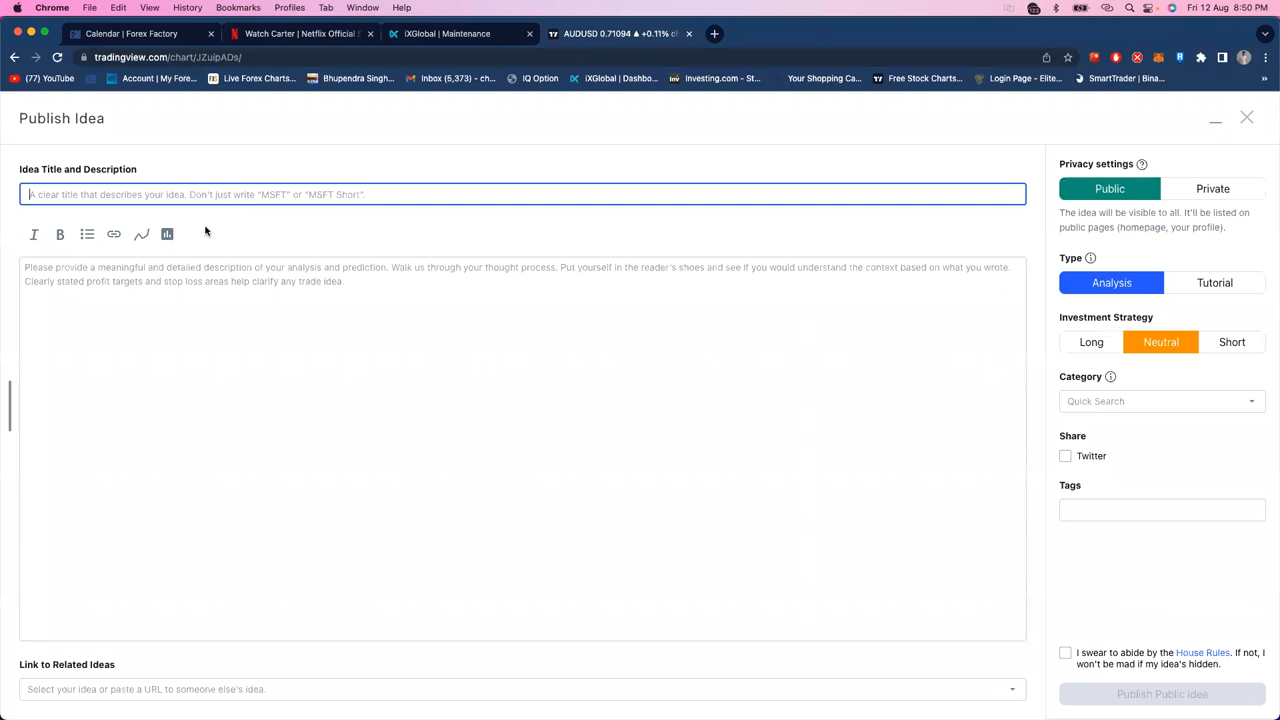 Chrome File Edit View History Bookmarks Profiles Tab Window Help Fri 12 Aug 8:50 PM
Calendar | Forex Factory
Watch Carter | Netflix Official S
iXGlobal | Maintenance
AUDUSD 0.71094 ▲ +0.11%
tradingview.com/chart/JZuipADs/
(77) YouTube
Account | My Fore...
Live Forex Charts...
Bhupendra Singh...
Inbox (5,373) - ch...
IQ Option
iXGlobal | Dashbo...
Investing.com - St...
Your Shopping Ca...
Free Stock Charts...
Login Page - Elite...
SmartTrader | Bina...
»
Publish Idea
Idea Title and Description
A clear title that describes your idea. Don't just write "MSFT" or "MSFT Short".
I B
Please provide a meaningful and detailed description of your analysis and prediction. Walk us through your thought process. Put yourself in the reader's shoes and see if you would understand the context based on what you wrote.
Clearly stated profit targets and stop loss areas help clarify any trade idea.
Link to Related Ideas
Select your idea or paste a URL to someone else's idea.
Privacy settings
Public Private
The idea will be visible to all. It'll be listed
on public pages (homepage, your profile).
Type
Analysis Tutorial
Investment Strategy
Long Neutral Short
Category
Quick Search
Share
Twitter
Tags
I swear to abide by the House Rules. If not, I
won't be mad if my idea's hidden.
Publish Public Idea